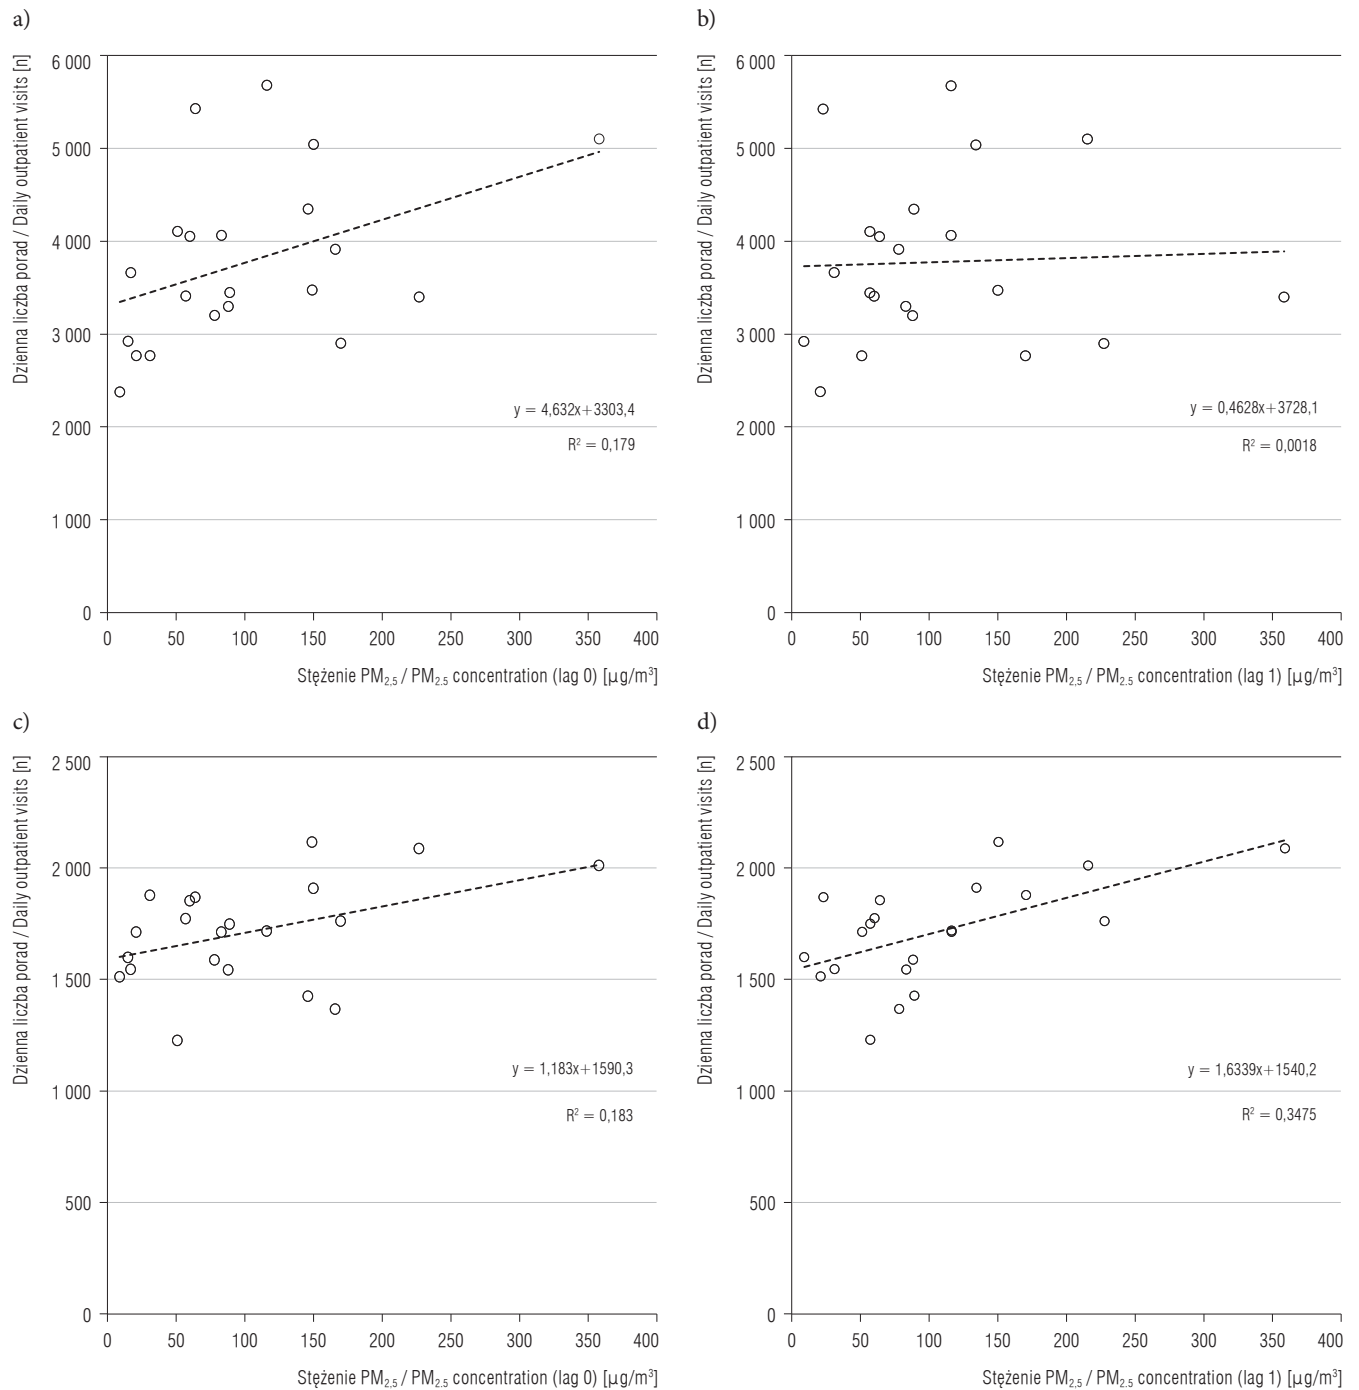 a)
Dzienna liczba porad / Daily outpatient visits [n]
6 000
5 000
4 000
3 000
2 000
1 000
0
y = 4,632x+3303,4
R² = 0,179
0 50 100 150 200 250 300 350 400
Stężenie PM2,5 / PM2.5 concentration (lag 0) [µg/m³]
b)
Dzienna liczba porad / Daily outpatient visits [n]
6 000
5 000
4 000
3 000
2 000
1 000
0
y = 0,4628x+3728,1
R² = 0,0018
0 50 100 150 200 250 300 350 400
Stężenie PM2,5 / PM2.5 concentration (lag 1) [µg/m³]
c)
Dzienna liczba porad / Daily outpatient visits [n]
2 500
2 000
1 500
1 000
500
0
y = 1,183x+1590,3
R² = 0,183
0 50 100 150 200 250 300 350 400
Stężenie PM2,5 / PM2.5 concentration (lag 0) [µg/m³]
d)
Dzienna liczba porad / Daily outpatient visits [n]
2 500
2 000
1 500
1 000
500
0
y = 1,6339x+1540,2
R² = 0,3475
0 50 100 150 200 250 300 350 400
Stężenie PM2,5 / PM2.5 concentration (lag 1) [µg/m³]